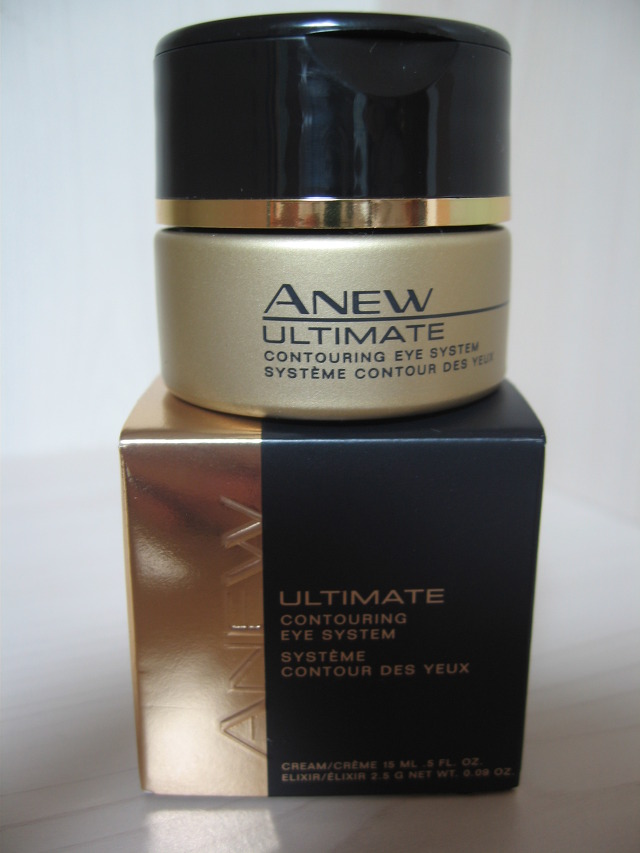 ANEW
ULTIMATE
CONTOURING EYE SYSTEM
SYSTÈME CONTOUR DES YEUX
ANEW
ULTIMATE
CONTOURING
EYE SYSTEM
SYSTÈME
CONTOUR DES YEUX
CREAM/CRÈME 15 ML .5 FL. OZ.
ELIXIR/ÉLIXIR 2.5 G NET WT. 0.09 OZ.